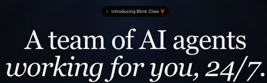 Introducing Blink Claw
A team of AI agents
working for you, 24/7.